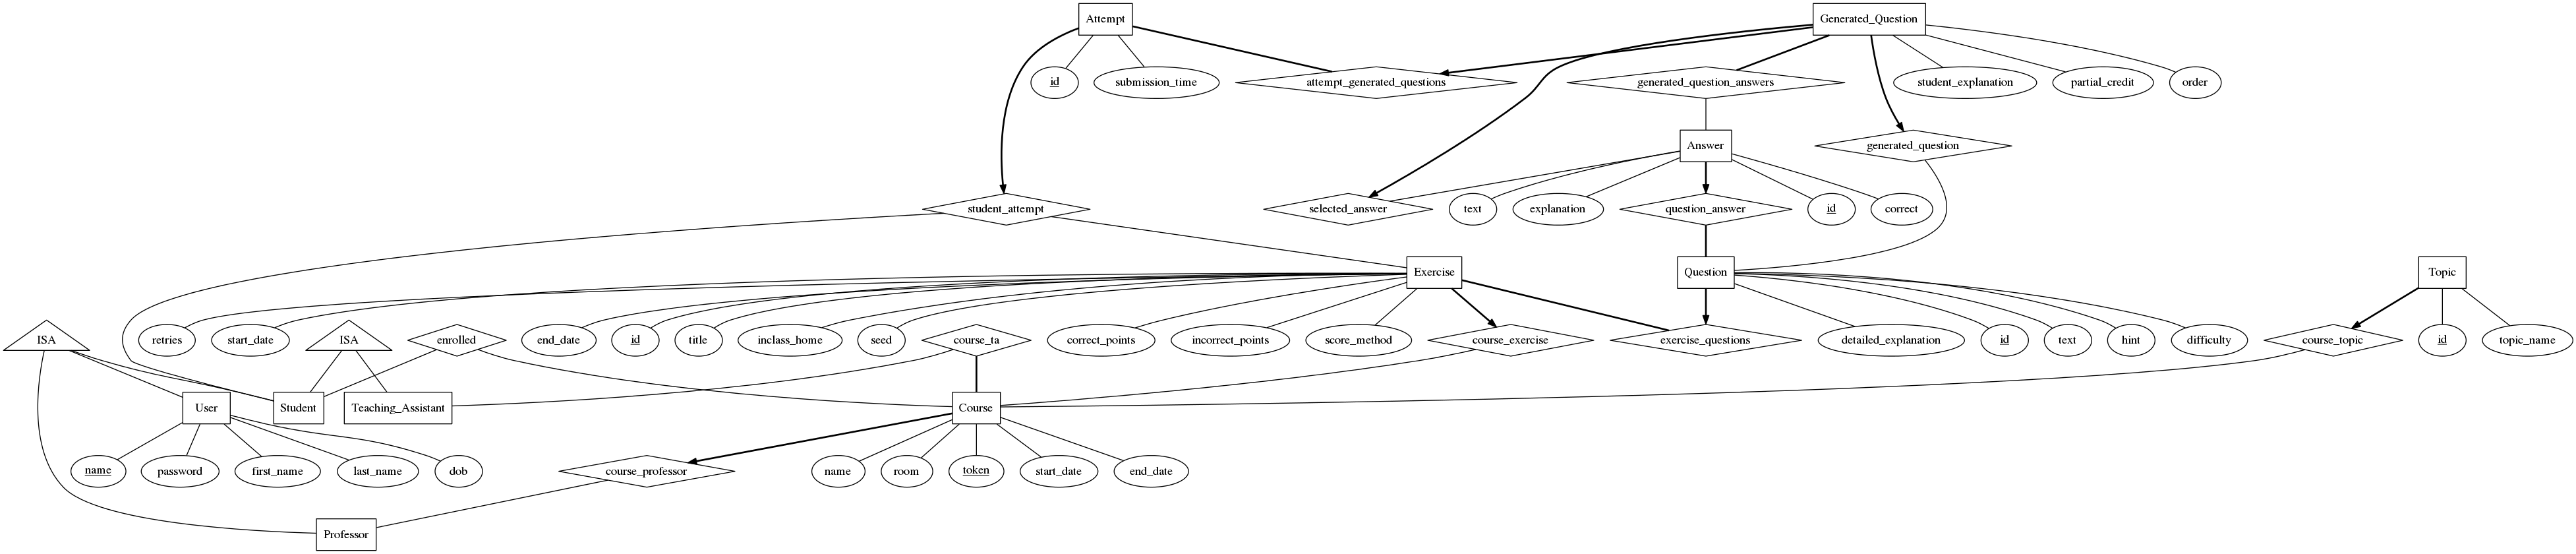 Attempt
Generated_Question
id
submission_time
attempt_generated_questions
generated_question_answers
student_explanation
partial_credit
order
Answer
generated_question
student_attempt
selected_answer
text
explanation
question_answer
id
correct
Exercise
Question
Topic
ISA
retries
start_date
ISA
enrolled
end_date
id
title
inclass_home
seed
course_ta
correct_points
incorrect_points
score_method
course_exercise
exercise_questions
detailed_explanation
id
text
hint
difficulty
course_topic
id
topic_name
User
Student
Teaching_Assistant
Course
name
password
first_name
last_name
dob
course_professor
name
room
token
start_date
end_date
Professor